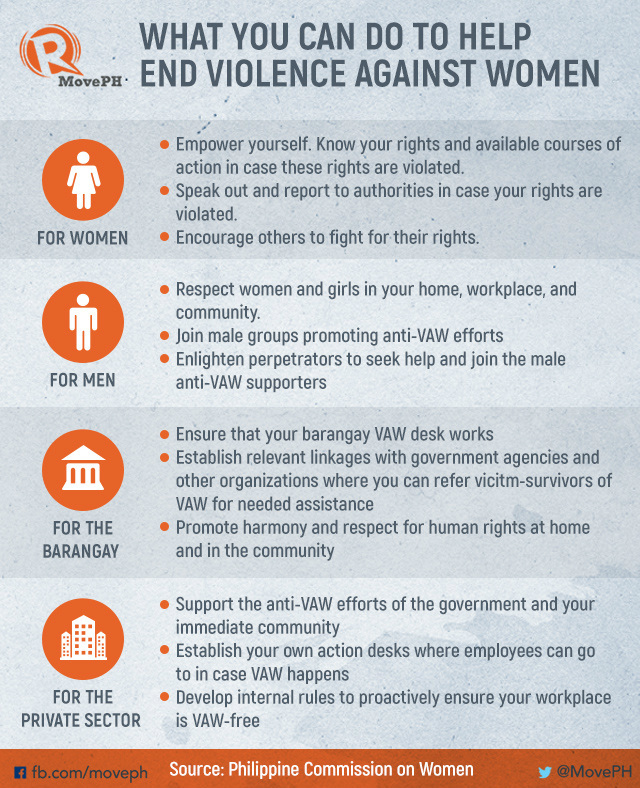 WHAT YOU CAN DO TO HELP
END VIOLENCE AGAINST WOMEN
R
MovePH
FOR WOMEN
Empower yourself. Know your rights and available courses of
action in case these rights are violated.
Speak out and report to authorities in case your rights are
violated.
Encourage others to fight for their rights.
FOR MEN
Respect women and girls in your home, workplace, and
community.
Join male groups promoting anti-VAW efforts
Enlighten perpetrators to seek help and join the male
anti-VAW supporters
FOR THE
BARANGAY
Ensure that your barangay VAW desk works
Establish relevant linkages with government agencies and
other organizations where you can refer vicitm-survivors of
VAW for needed assistance
Promote harmony and respect for human rights at home
and in the community
FOR THE
PRIVATE SECTOR
Support the anti-VAW efforts of the government and your
immediate community
Establish your own action desks where employees can go
to in case VAW happens
Develop internal rules to proactively ensure your workplace
is VAW-free
fb.com/moveph
Source: Philippine Commission on Women
@MovePH